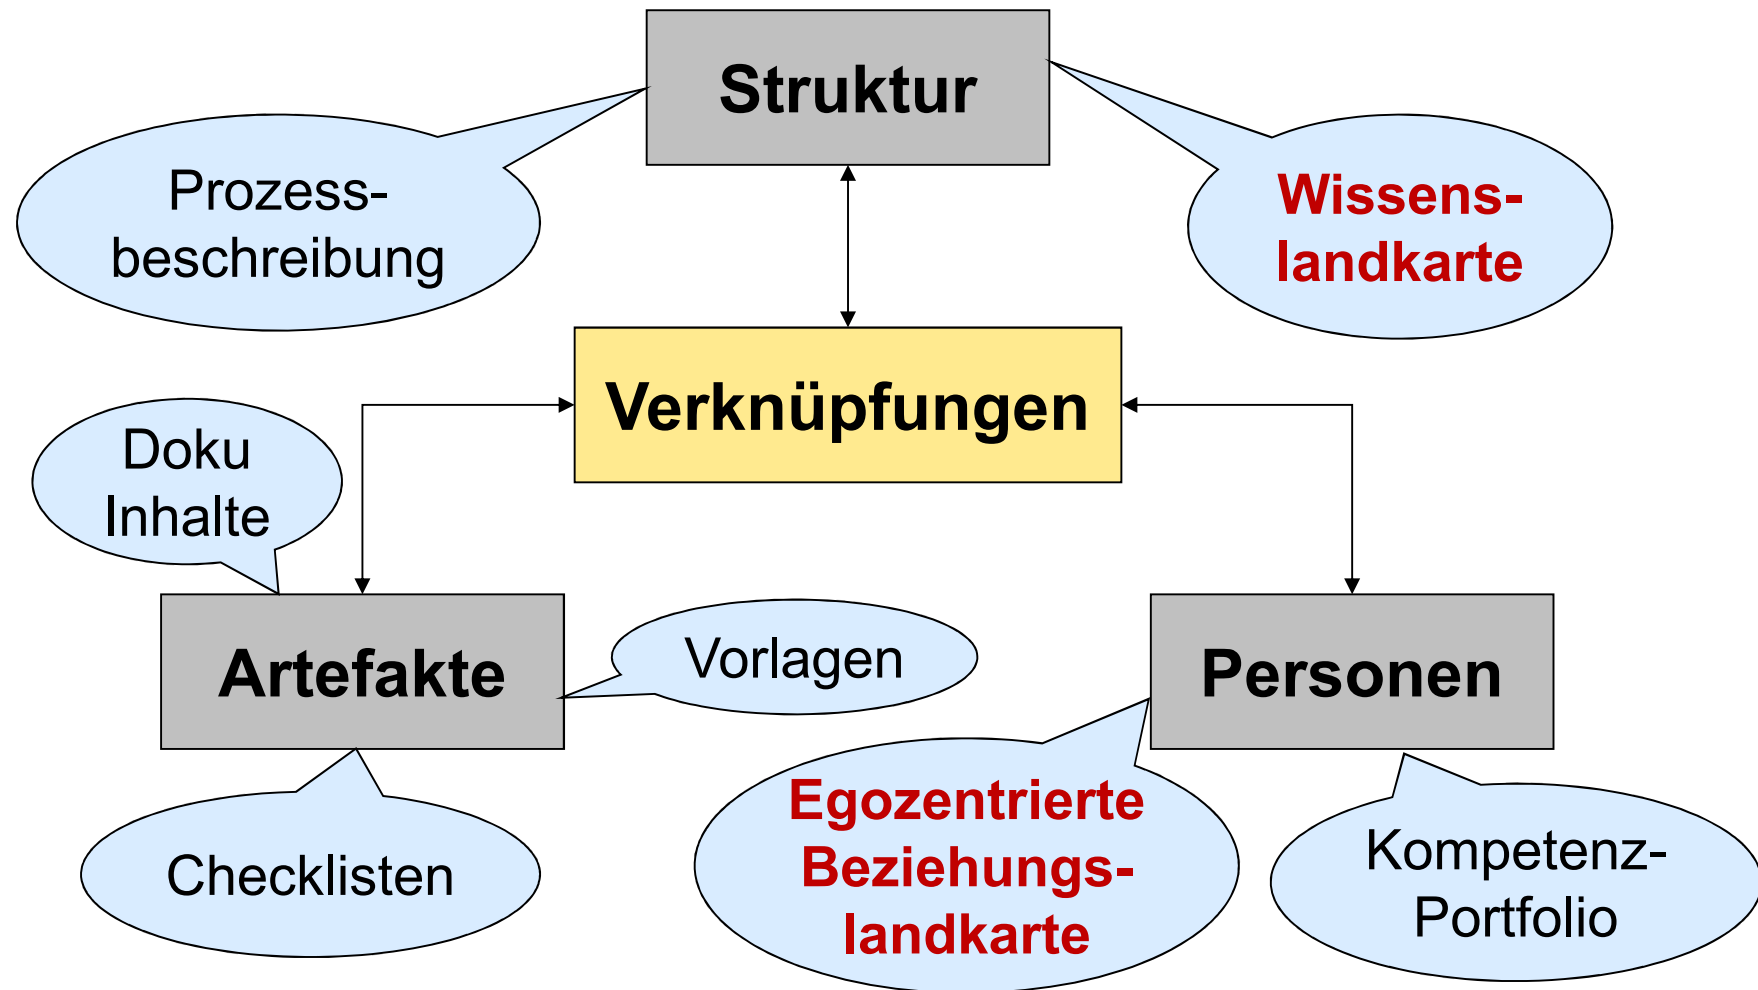 Struktur
Prozess-
beschreibung
Wissens-
landkarte
Verknüpfungen
Doku
Inhalte
Artefakte
Vorlagen
Personen
Checklisten
Egozentrierte
Beziehungs-
landkarte
Kompetenz-
Portfolio